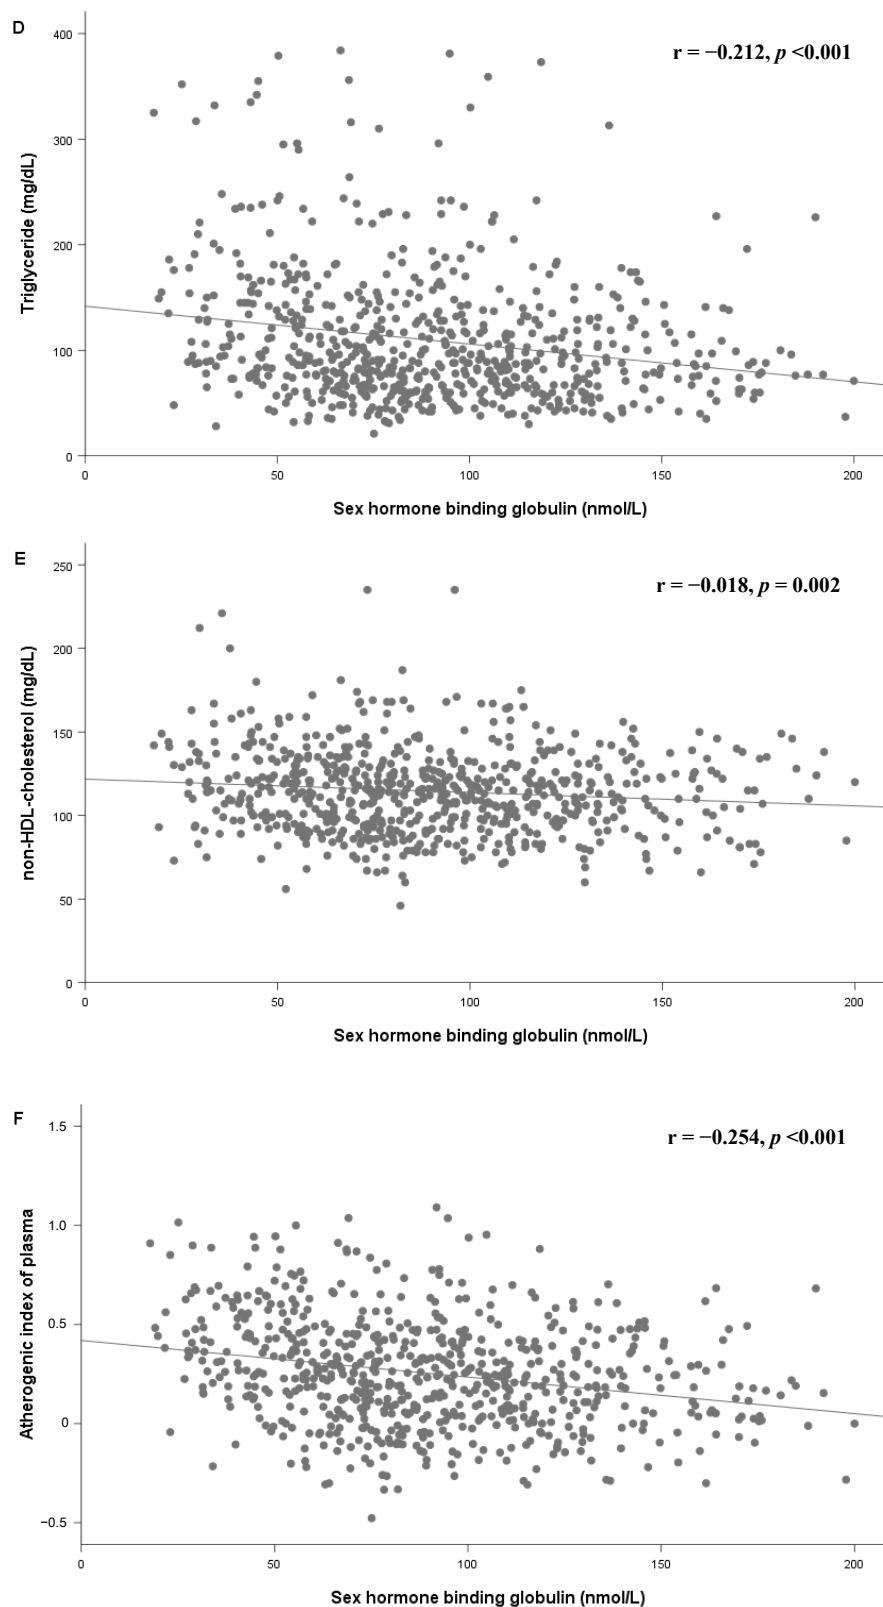 D
r = −0.212, p <0.001
400
300
200
100
0
Triglyceride (mg/dL)
0 50 100 150 200
Sex hormone binding globulin (nmol/L)
E
r = −0.018, p = 0.002
250
200
150
100
50
0
non-HDL-cholesterol (mg/dL)
0 50 100 150 200
Sex hormone binding globulin (nmol/L)
F
r = −0.254, p <0.001
1.5
1.0
0.5
0
−0.5
Atherogenic index of plasma
0 50 100 150 200
Sex hormone binding globulin (nmol/L)